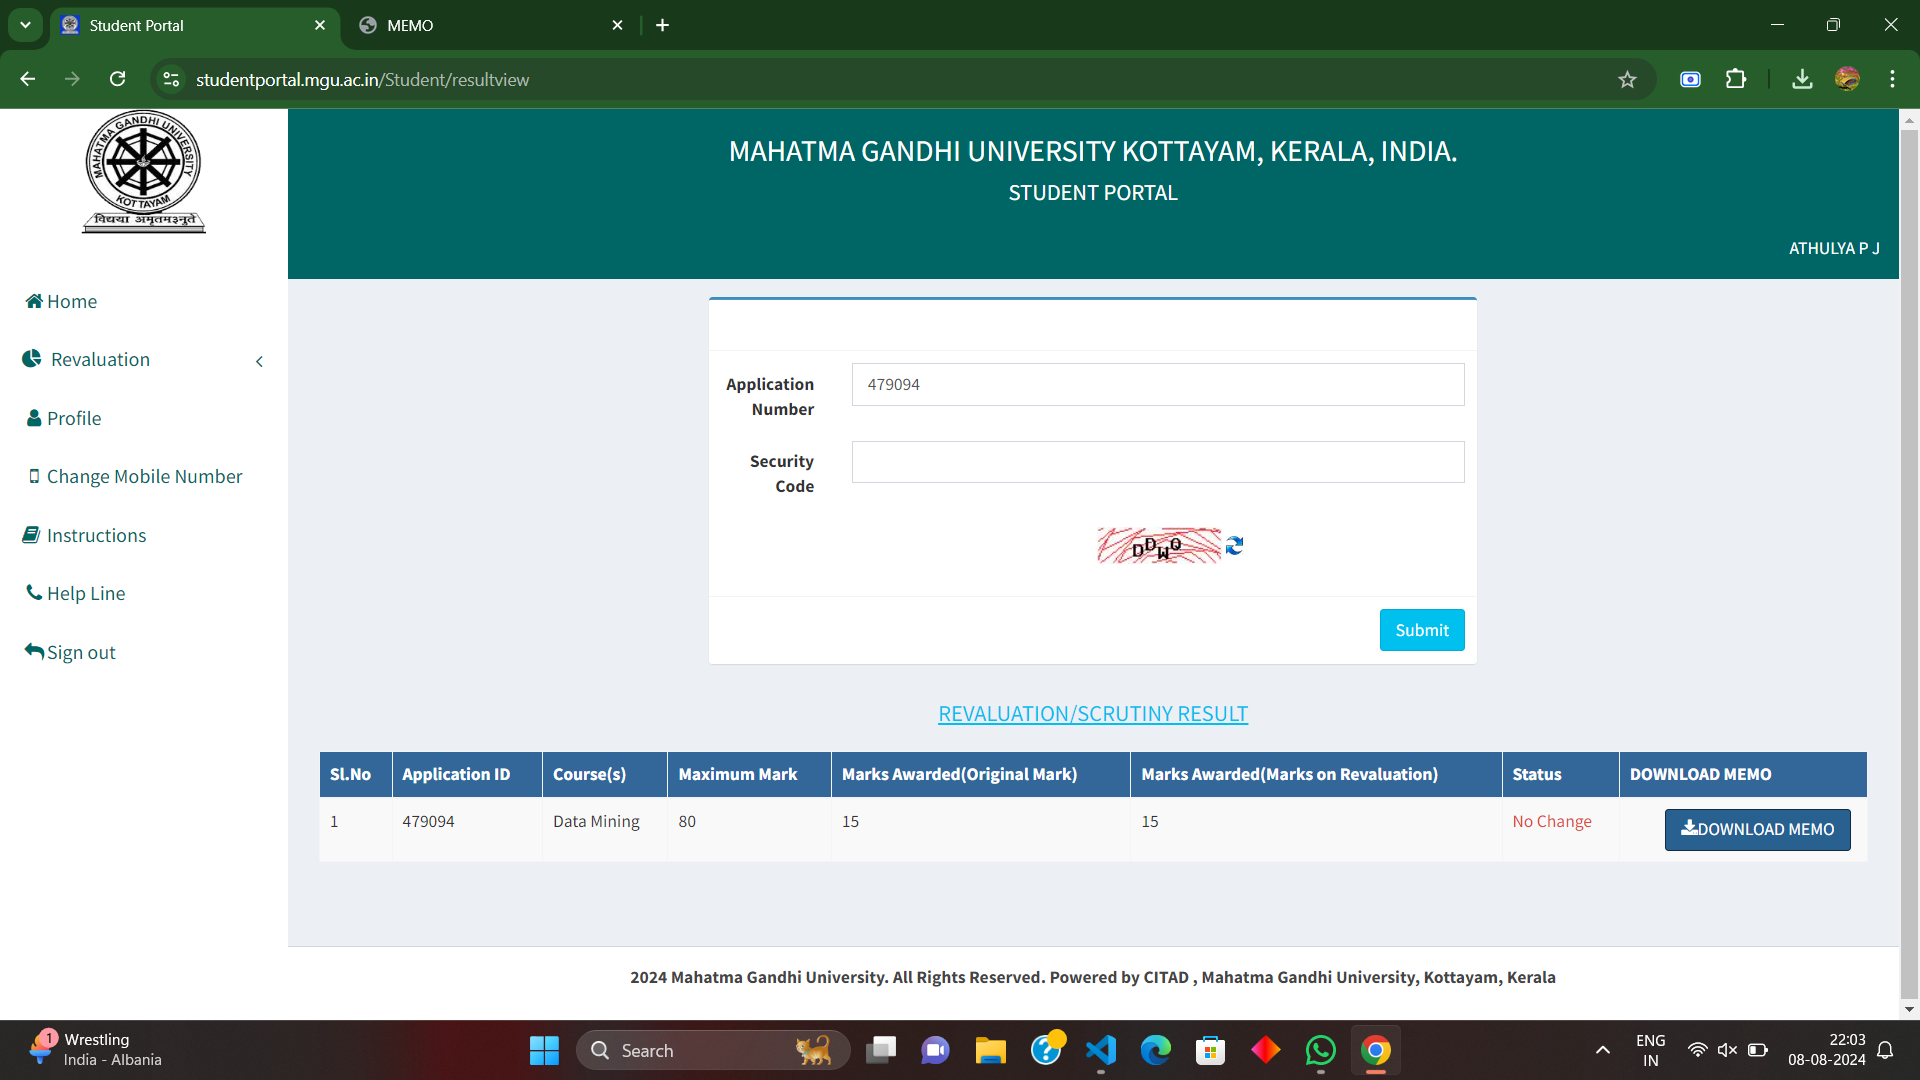 Student Portal
MEMO
studentportal.mgu.ac.in/Student/resultview
MAHATMA GANDHI UNIVERSITY
KOTTAYAM
विद्यया अमृतमश्नुते
MAHATMA GANDHI UNIVERSITY KOTTAYAM, KERALA, INDIA.
STUDENT PORTAL
ATHULYA P J
Home
Revaluation
Profile
Change Mobile Number
Instructions
Help Line
Sign out
Application
Number
479094
Security
Code
DDWQ
Submit
REVALUATION/SCRUTINY RESULT
Sl.No Application ID Course(s) Maximum Mark Marks Awarded(Original Mark) Marks Awarded(Marks on Revaluation) Status DOWNLOAD MEMO
1 479094 Data Mining 80 15 15 No Change DOWNLOAD MEMO
2024 Mahatma Gandhi University. All Rights Reserved. Powered by CITAD , Mahatma Gandhi University, Kottayam, Kerala
1
Wrestling
India - Albania
Search
ENG
IN
22:03
08-08-2024